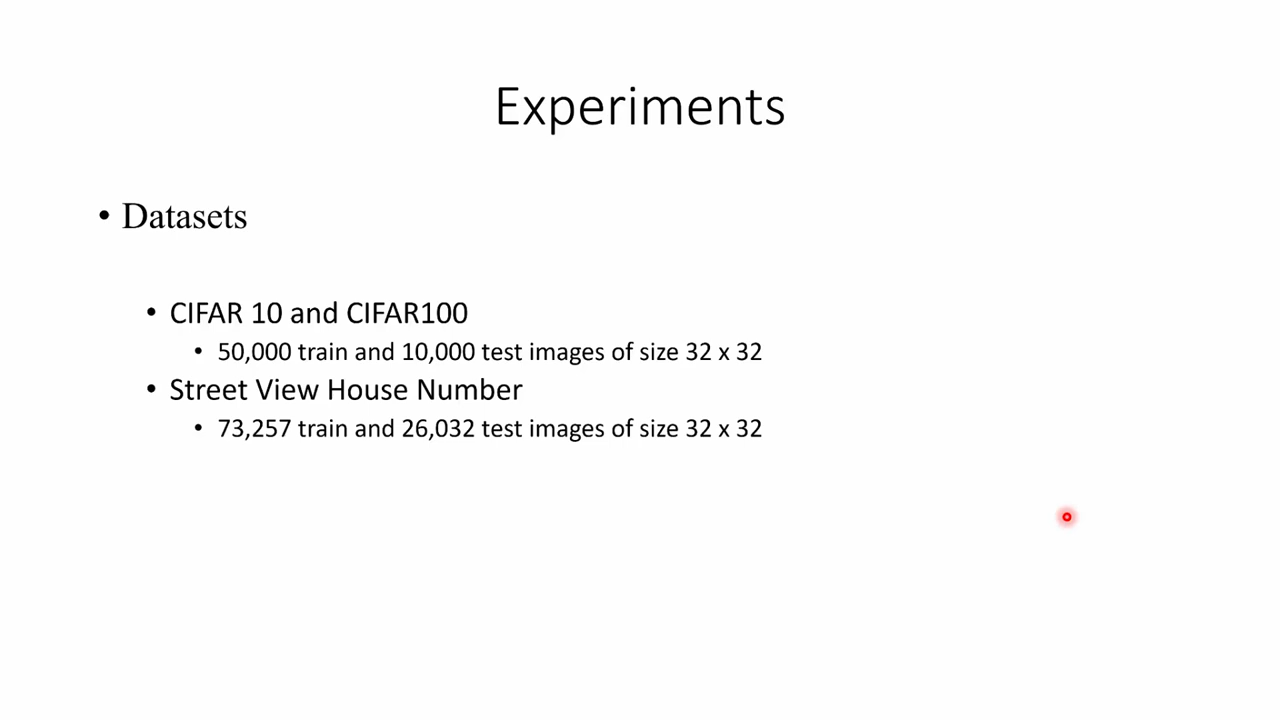 Experiments
• Datasets
• CIFAR 10 and CIFAR100
• 50,000 train and 10,000 test images of size 32 x 32
• Street View House Number
• 73,257 train and 26,032 test images of size 32 x 32